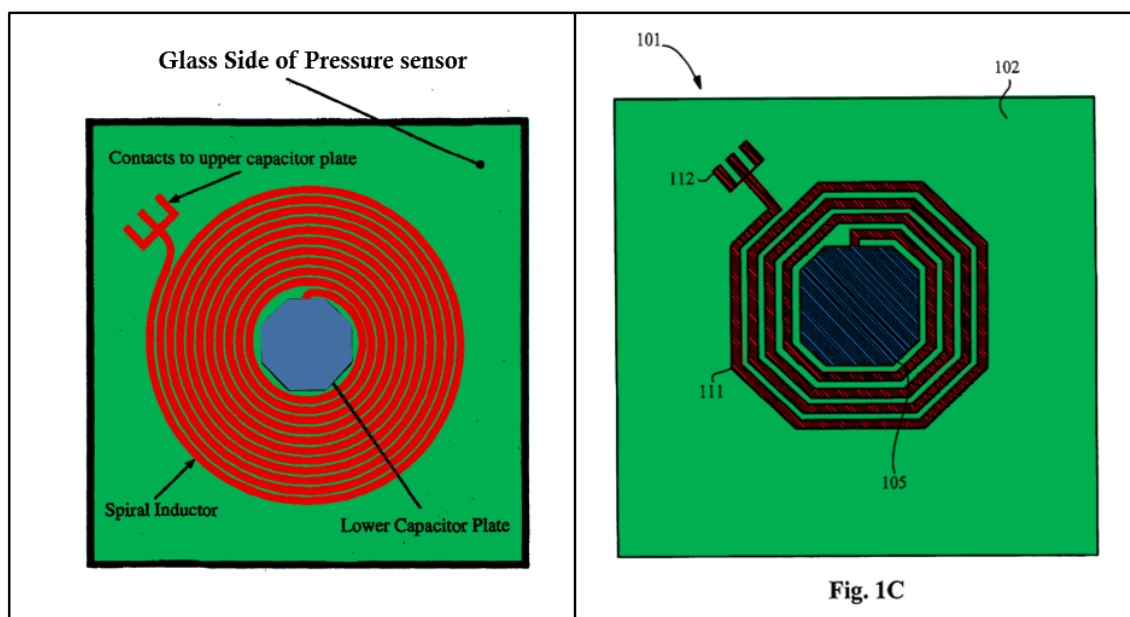 Glass Side of Pressure sensor
Contacts to upper capacitor plate
Spiral Inductor
Lower Capacitor Plate
101
102
112
111
105
Fig. 1C